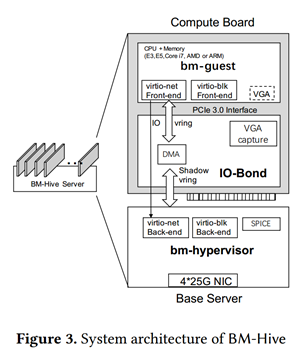 Compute Board
CPU + Memory
(E3,E5,Core i7, AMD or ARM)
bm-guest
virtio-net
Front-end
virtio-blk
Front-end
VGA
PCIe 3.0 Interface
IO
vring
VGA
capture
DMA
IO-Bond
Shadow
vring
BM-Hive Server
virtio-net
Back-end
virtio-blk
Back-end
SPICE
bm-hypervisor
4*25G NIC
Base Server
Figure 3. System architecture of BM-Hive